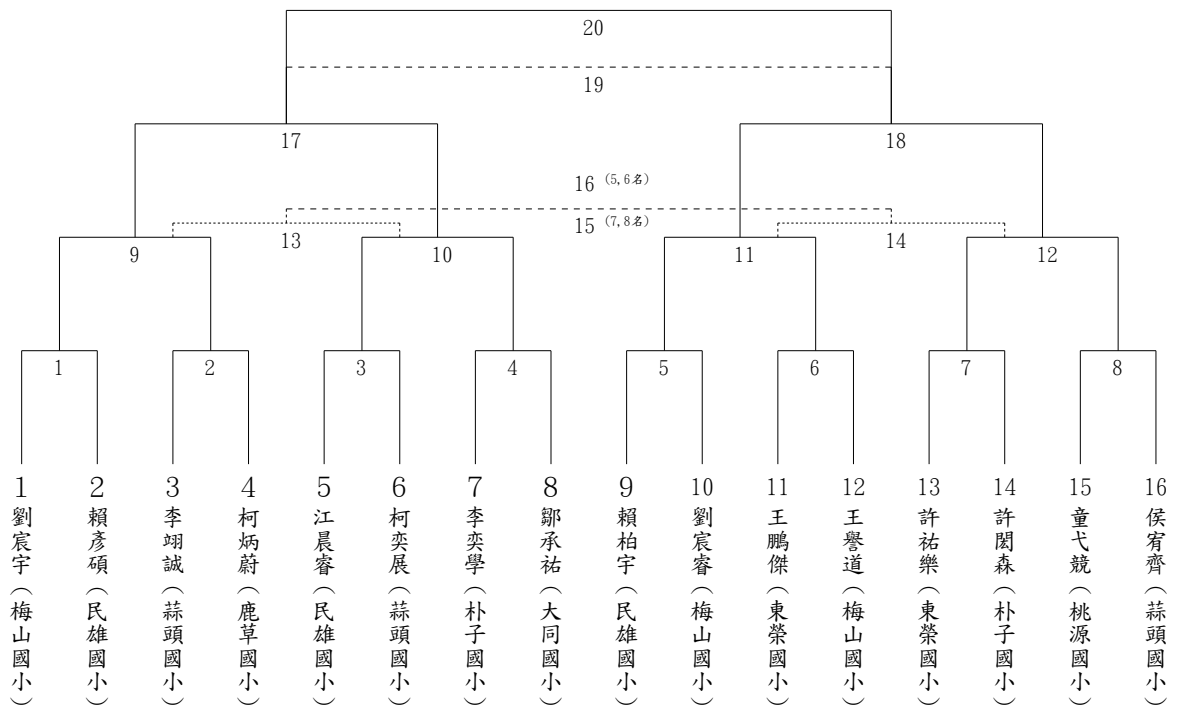 20
19
17
18
16 (5,6名)
15 (7,8名)
13
14
9
10
11
12
1
2
3
4
5
6
7
8
1 劉宸宇（梅山國小）
2 賴彥碩（民雄國小）
3 李翊誠（蒜頭國小）
4 柯炳蔚（鹿草國小）
5 江晨睿（民雄國小）
6 柯奕展（蒜頭國小）
7 李奕學（朴子國小）
8 鄒承祐（大同國小）
9 賴柏宇（民雄國小）
10 劉宸睿（梅山國小）
11 王鵬傑（東榮國小）
12 王譽道（梅山國小）
13 許祐樂（東榮國小）
14 許閎森（朴子國小）
15 童弋競（桃源國小）
16 侯宥齊（蒜頭國小）